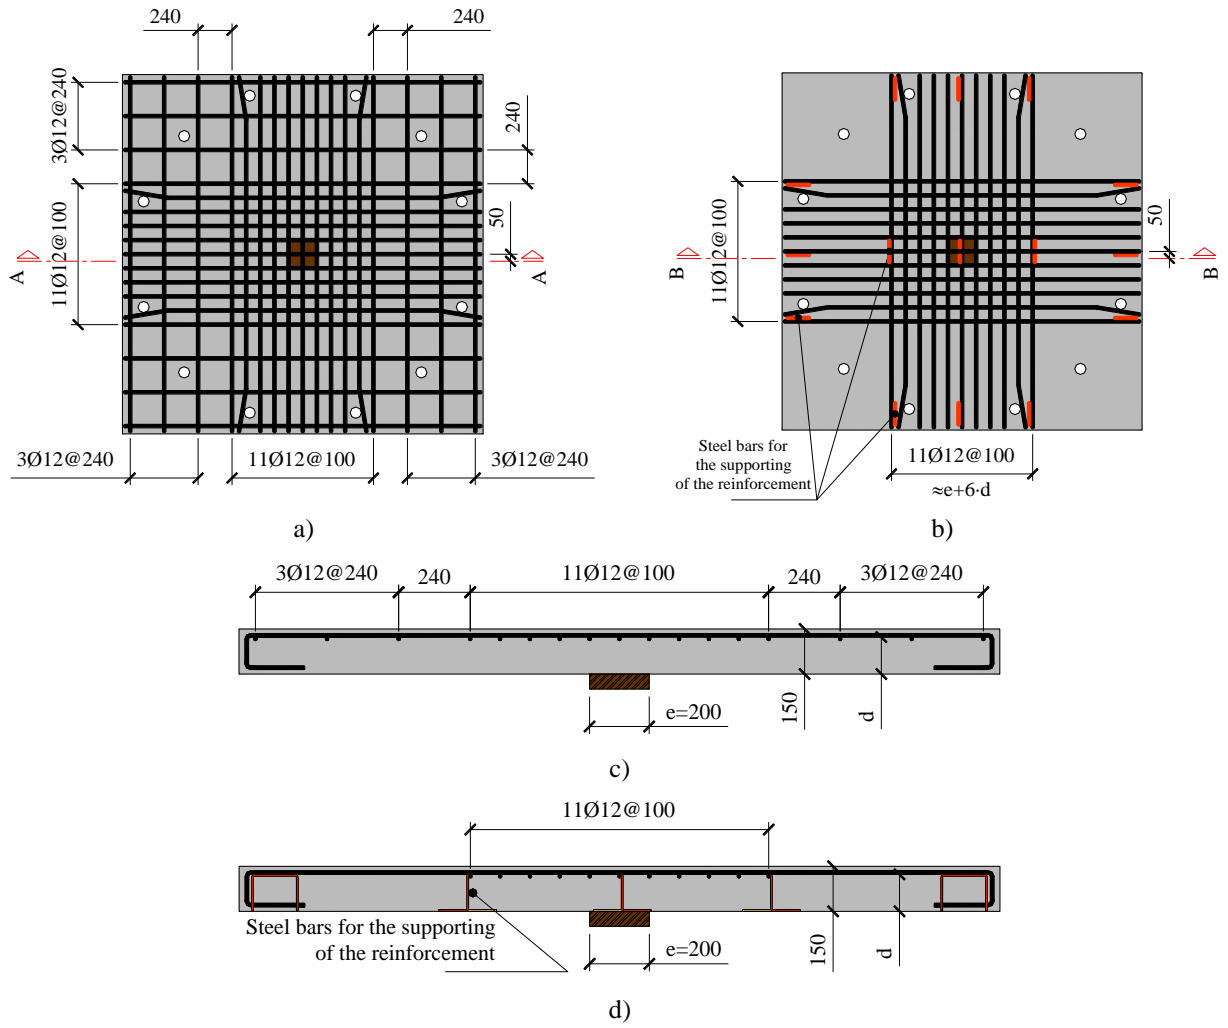 240
240
3Ø12@240
240
11Ø12@100
50
A
A
3Ø12@240
11Ø12@100
3Ø12@240
a)
11Ø12@100
50
B
B
Steel bars for
the supporting
of the reinforcement
11Ø12@100
≈e+6·d
b)
3Ø12@240
240
11Ø12@100
240
3Ø12@240
150
d
e=200
c)
11Ø12@100
Steel bars for the supporting
of the reinforcement
e=200
150
d
d)